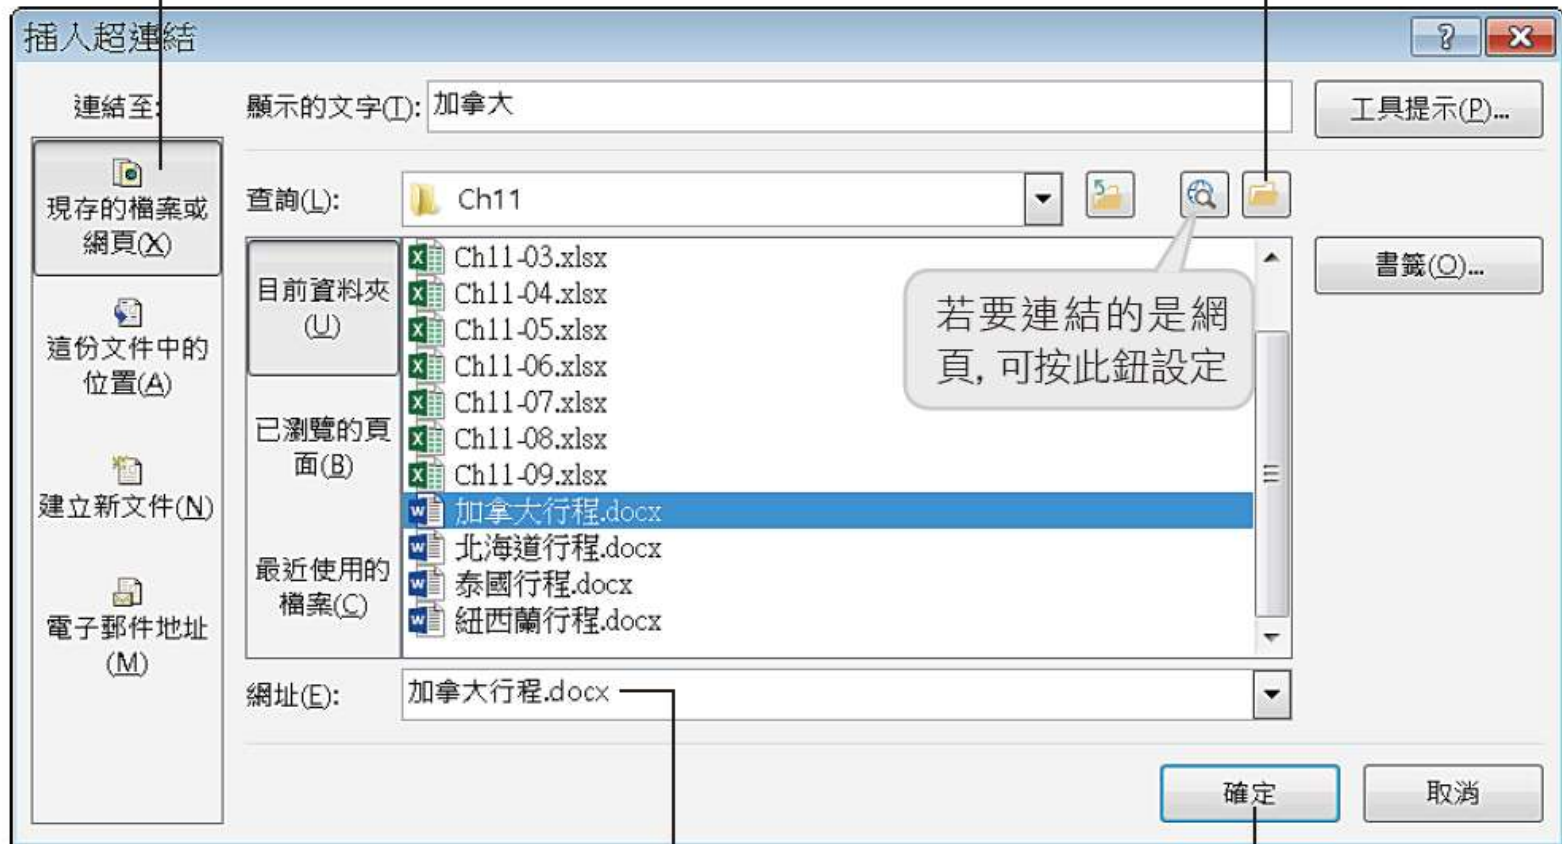 插入超連結
連結至:
顯示的文字(T): 加拿大
工具提示(P)...
現存的檔案或
網頁(X)
查詢(L):
Ch11
這份文件中的
位置(A)
建立新文件(N)
電子郵件地址
(M)
目前資料夾
(U)
已瀏覽的頁
面(B)
最近使用的
檔案(C)
Ch11-03.xlsx
Ch11-04.xlsx
Ch11-05.xlsx
Ch11-06.xlsx
Ch11-07.xlsx
Ch11-08.xlsx
Ch11-09.xlsx
加拿大行程.docx
北海道行程.docx
泰國行程.docx
紐西蘭行程.docx
若要連結的是網
頁, 可按此鈕設定
書籤(O)...
網址(E):
加拿大行程.docx
確定
取消